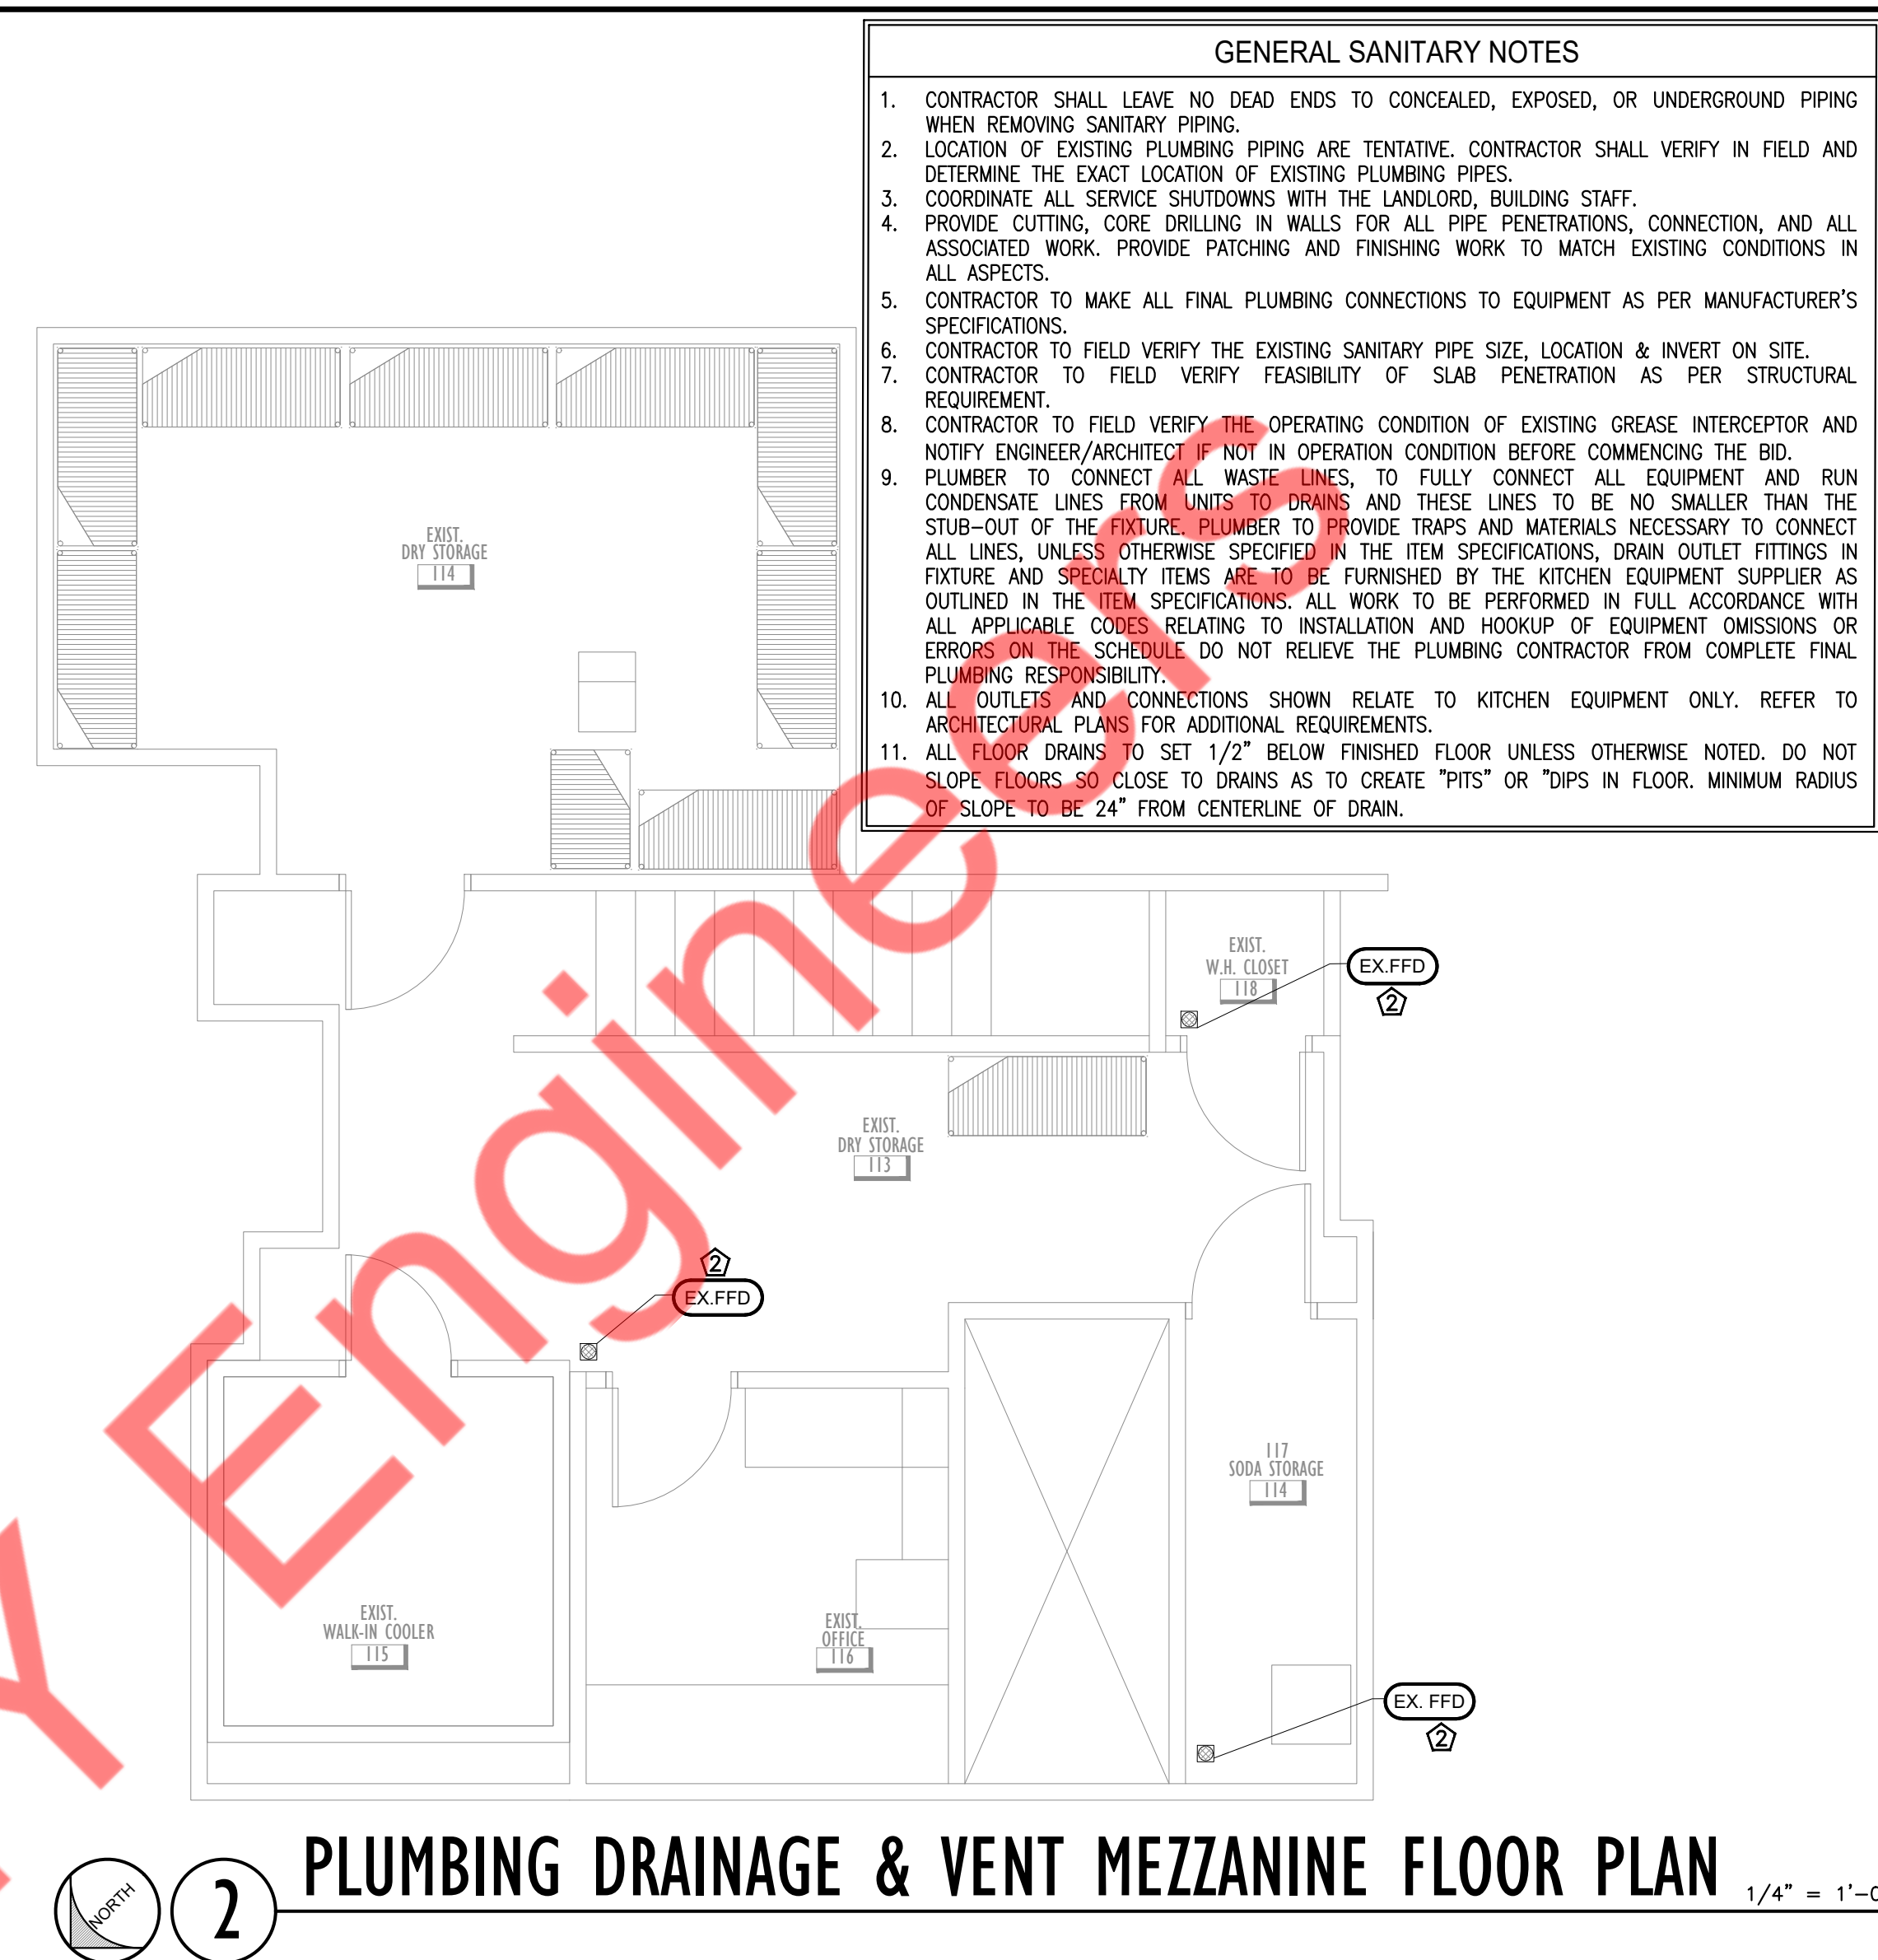 GENERAL SANITARY NOTES
1. CONTRACTOR SHALL LEAVE NO DEAD ENDS TO CONCEALED, EXPOSED, OR UNDERGROUND PIPING
WHEN REMOVING SANITARY PIPING.
2. LOCATION OF EXISTING PLUMBING PIPING ARE TENTATIVE. CONTRACTOR SHALL VERIFY IN FIELD AND
DETERMINE THE EXACT LOCATION OF EXISTING PLUMBING PIPES.
3. COORDINATE ALL SERVICE SHUTDOWNS WITH THE LANDLORD, BUILDING STAFF.
4. PROVIDE CUTTING, CORE DRILLING IN WALLS FOR ALL PIPE PENETRATIONS, CONNECTION, AND ALL
ASSOCIATED WORK. PROVIDE PATCHING AND FINISHING WORK TO MATCH EXISTING CONDITIONS IN
ALL ASPECTS.
5. CONTRACTOR TO MAKE ALL FINAL PLUMBING CONNECTIONS TO EQUIPMENT AS PER MANUFACTURER'S
SPECIFICATIONS.
6. CONTRACTOR TO FIELD VERIFY THE EXISTING SANITARY PIPE SIZE, LOCATION & INVERT ON SITE.
7. CONTRACTOR TO FIELD VERIFY FEASIBILITY OF SLAB PENETRATION AS PER STRUCTURAL
REQUIREMENT.
8. CONTRACTOR TO FIELD VERIFY THE OPERATING CONDITION OF EXISTING GREASE INTERCEPTOR AND
NOTIFY ENGINEER/ARCHITECT IF NOT IN OPERATION CONDITION BEFORE COMMENCING THE BID.
9. PLUMBER TO CONNECT ALL WASTE LINES, TO FULLY CONNECT ALL EQUIPMENT AND RUN
CONDENSATE LINES FROM UNITS TO DRAINS AND THESE LINES TO BE NO SMALLER THAN THE
STUB-OUT OF THE FIXTURE. PLUMBER TO PROVIDE TRAPS AND MATERIALS NECESSARY TO CONNECT
ALL LINES, UNLESS OTHERWISE SPECIFIED IN THE ITEM SPECIFICATIONS, DRAIN OUTLET FITTINGS IN
FIXTURE AND SPECIALTY ITEMS ARE TO BE FURNISHED BY THE KITCHEN EQUIPMENT SUPPLIER AS
OUTLINED IN THE ITEM SPECIFICATIONS. ALL WORK TO BE PERFORMED IN FULL ACCORDANCE WITH
ALL APPLICABLE CODES RELATING TO INSTALLATION AND HOOKUP OF EQUIPMENT OMISSIONS OR
ERRORS ON THE SCHEDULE DO NOT RELIEVE THE PLUMBING CONTRACTOR FROM COMPLETE FINAL
PLUMBING RESPONSIBILITY.
10. ALL OUTLETS AND CONNECTIONS SHOWN RELATE TO KITCHEN EQUIPMENT ONLY. REFER TO
ARCHITECTURAL PLANS FOR ADDITIONAL REQUIREMENTS.
11. ALL FLOOR DRAINS TO SET 1/2" BELOW FINISHED FLOOR UNLESS OTHERWISE NOTED. DO NOT
SLOPE FLOORS SO CLOSE TO DRAINS AS TO CREATE "PITS" OR "DIPS IN FLOOR. MINIMUM RADIUS
OF SLOPE TO BE 24" FROM CENTERLINE OF DRAIN.
EXIST.
DRY STORAGE
114
EXIST.
W.H. CLOSET
118
EX.FFD
2
EXIST.
DRY STORAGE
113
2
EX.FFD
117
SODA STORAGE
114
EXIST.
WALK-IN COOLER
115
EXIST.
OFFICE
116
EX. FFD
2
Y Engineers
NORTH
2
PLUMBING DRAINAGE & VENT MEZZANINE FLOOR PLAN
1/4" = 1'-0